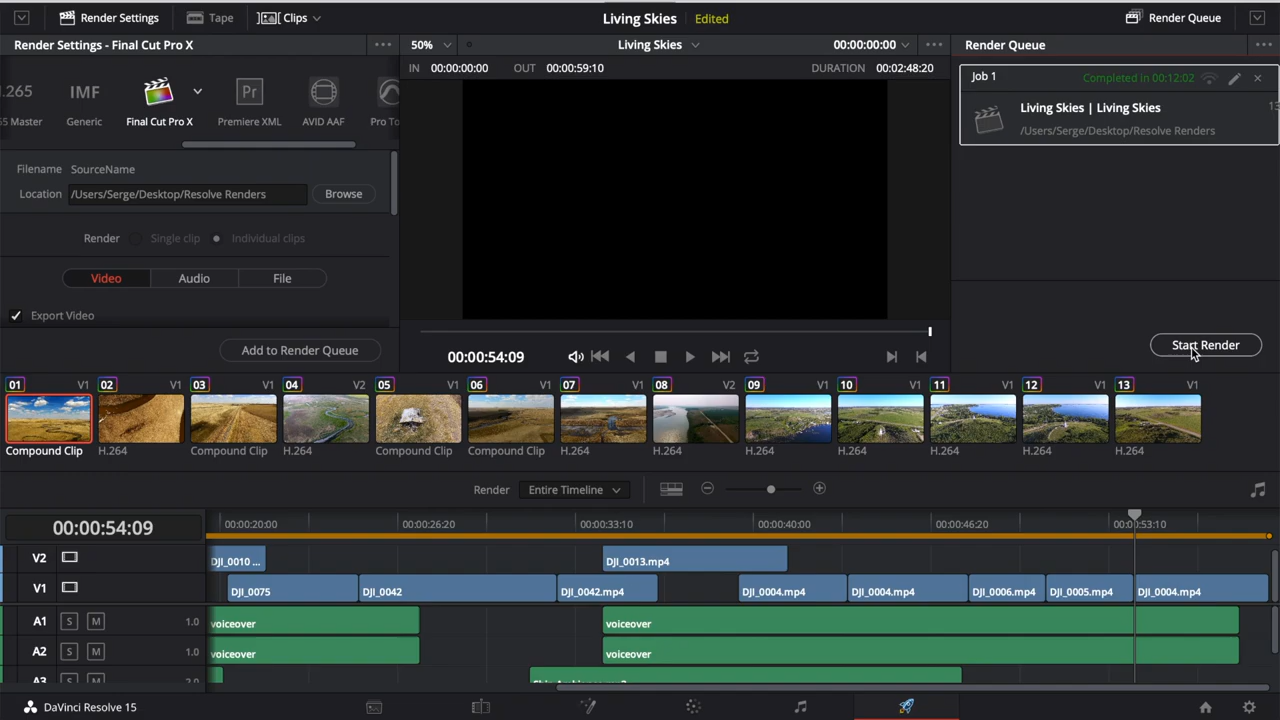 Render Settings Tape Clips Living Skies Edited Render Queue
Render Settings - Final Cut Pro X ••• 50% Living Skies 00:00:00:00 ••• Render Queue •••
IN 00:00:00:00 OUT 00:00:59:10 DURATION 00:02:48:20
Job 1 Completed in 00:12:02
.265 IMF Pr
55 Master Generic Final Cut Pro X Premiere XML AVID AAF Pro To
Living Skies | Living Skies
/Users/Serge/Desktop/Resolve Renders
Filename SourceName
Location /Users/Serge/Desktop/Resolve Renders Browse
Render Single clip Individual clips
Video Audio File
Export Video
Add to Render Queue
00:00:54:09
Start Render
01 V1 02 V1 03 V1 04 V2 05 V1 06 V1 07 V1 08 V2 09 V1 10 V1 11 V1 12 V1 13 V1
Compound Clip H.264 Compound Clip H.264 Compound Clip Compound Clip H.264 H.264 H.264 H.264 H.264 H.264 H.264
Render Entire Timeline
00:00:54:09 00:00:20:00 00:00:26:20 00:00:33:10 00:00:40:00 00:00:46:20 00:00:53:10
V2 DJI_0010 ... DJI_0013.mp4
V1 DJI_0075 DJI_0042 DJI_0042.mp4 DJI_0004.mp4 DJI_0004.mp4 DJI_0006.mp4 DJI_0005.mp4 DJI_0004.mp4
A1 S M 1.0 voiceover voiceover
A2 S M 1.0 voiceover voiceover
A3
DaVinci Resolve 15